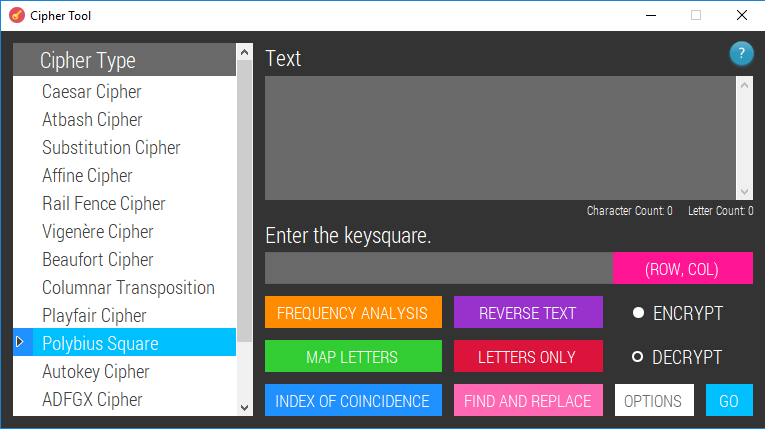 Cipher Tool
Cipher Type
Caesar Cipher
Atbash Cipher
Substitution Cipher
Affine Cipher
Rail Fence Cipher
Vigenère Cipher
Beaufort Cipher
Columnar Transposition
Playfair Cipher
Polybius Square
Autokey Cipher
ADFGX Cipher
Text
?
Character Count: 0 Letter Count: 0
Enter the keysquare.
(ROW, COL)
FREQUENCY ANALYSIS REVERSE TEXT ENCRYPT
MAP LETTERS LETTERS ONLY DECRYPT
INDEX OF COINCIDENCE FIND AND REPLACE OPTIONS GO